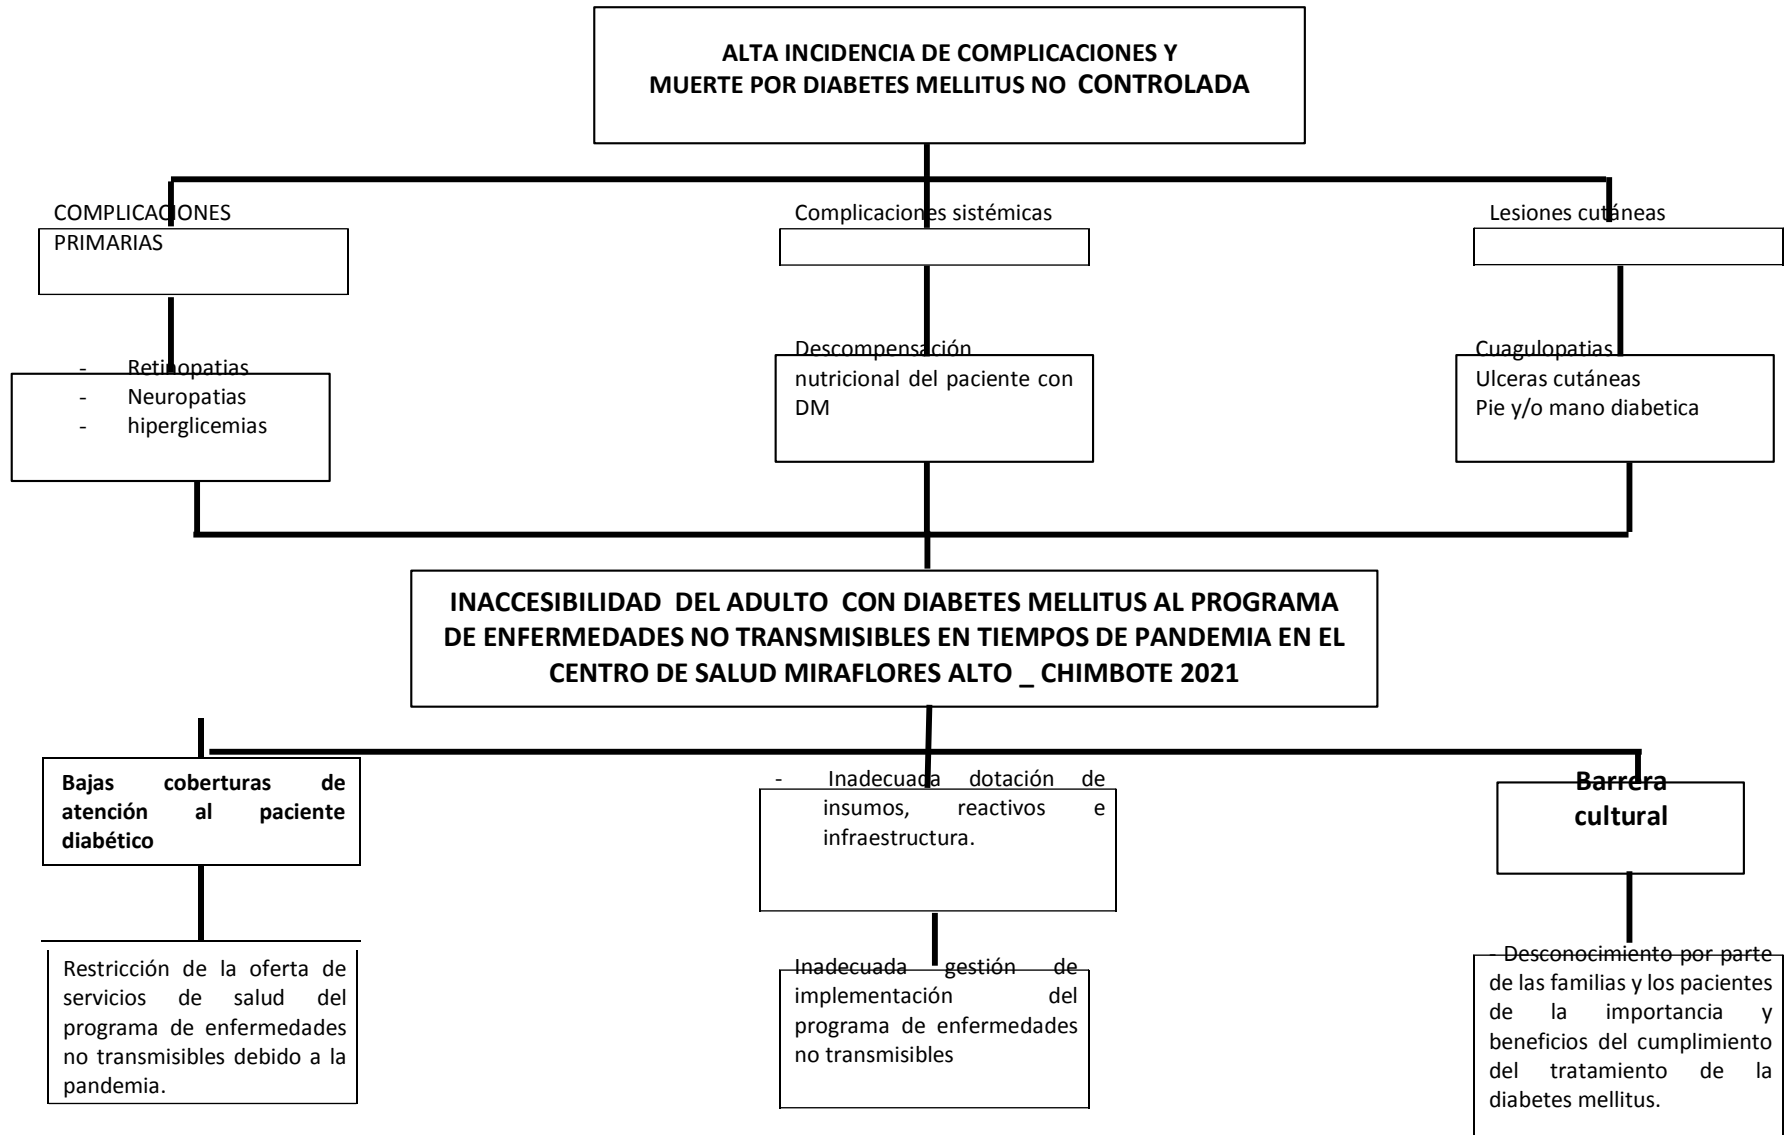 ALTA INCIDENCIA DE COMPLICACIONES Y
MUERTE POR DIABETES MELLITUS NO CONTROLADA
COMPLICACIONES
PRIMARIAS
Complicaciones sistémicas
Lesiones cutáneas
- Retinopatias
- Neuropatias
- hiperglicemias
Descompensación
nutricional del paciente con
DM
Cuagulopatias
Ulceras cutáneas
Pie y/o mano diabetica
INACCESIBILIDAD DEL ADULTO CON DIABETES MELLITUS AL PROGRAMA
DE ENFERMEDADES NO TRANSMISIBLES EN TIEMPOS DE PANDEMIA EN EL
CENTRO DE SALUD MIRAFLORES ALTO _ CHIMBOTE 2021
Bajas coberturas de
atención al paciente
diabético
- Inadecuada dotación de
insumos, reactivos e
infraestructura.
Barrera
cultural
Restricción de la oferta de
servicios de salud del
programa de enfermedades
no transmisibles debido a la
pandemia.
Inadecuada gestión de
implementación del
programa de enfermedades
no transmisibles
- Desconocimiento por parte
de las familias y los pacientes
de la importancia y
beneficios del cumplimiento
del tratamiento de la
diabetes mellitus.